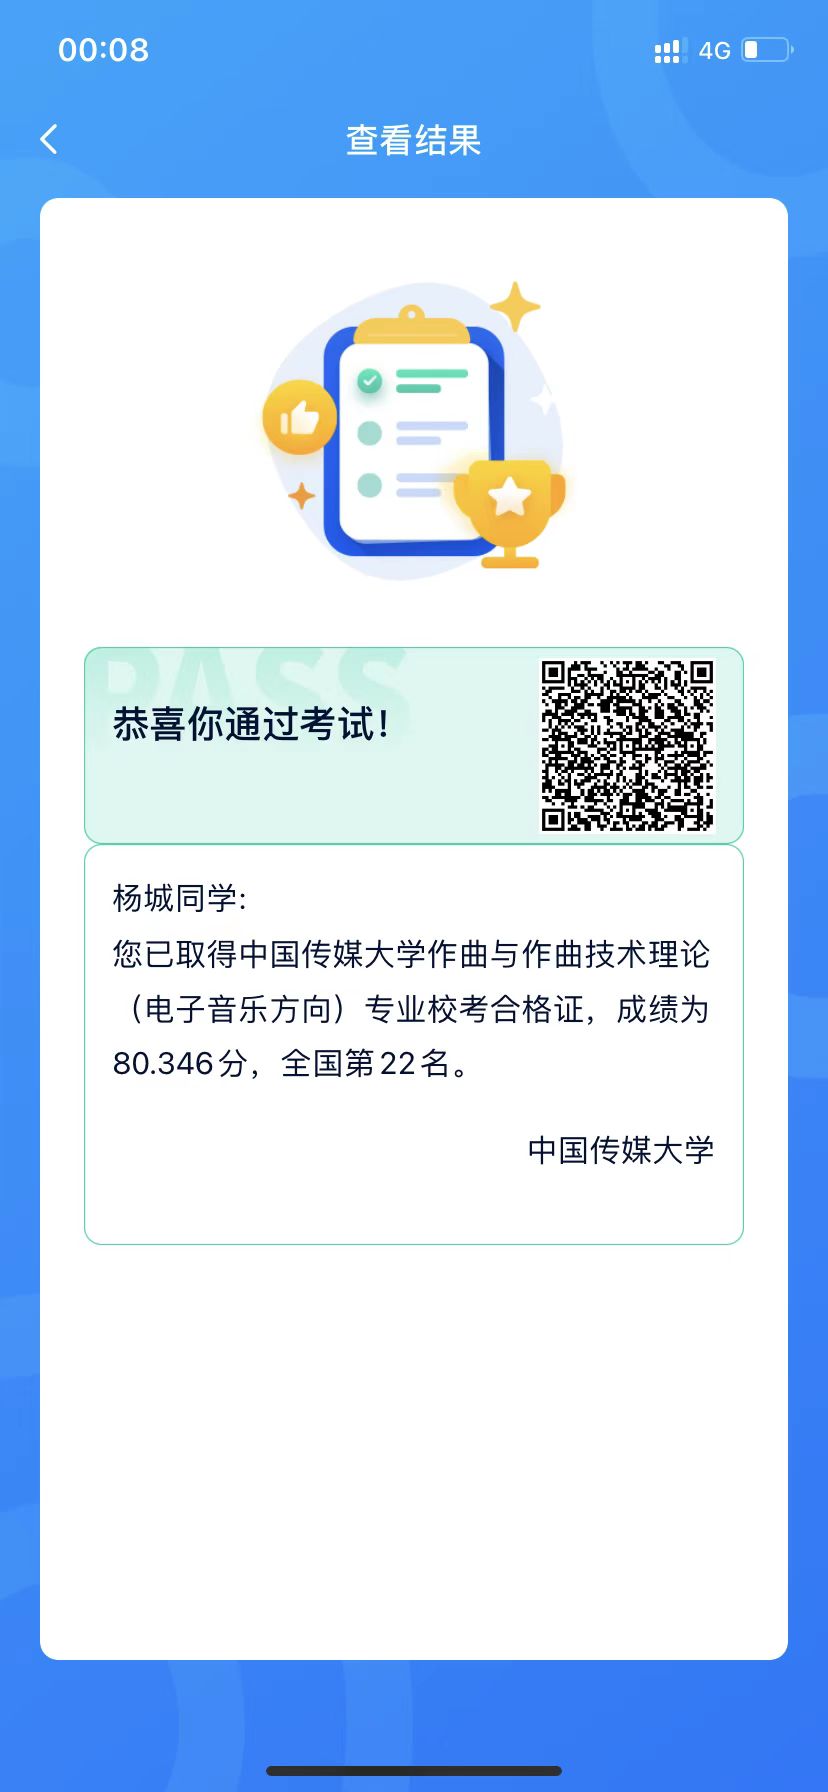 00:08
4G
查看结果
PASS
恭喜你通过考试！
杨城同学:
您已取得中国传媒大学作曲与作曲技术理论
（电子音乐方向）专业校考合格证，成绩为
80.346分，全国第22名。
中国传媒大学